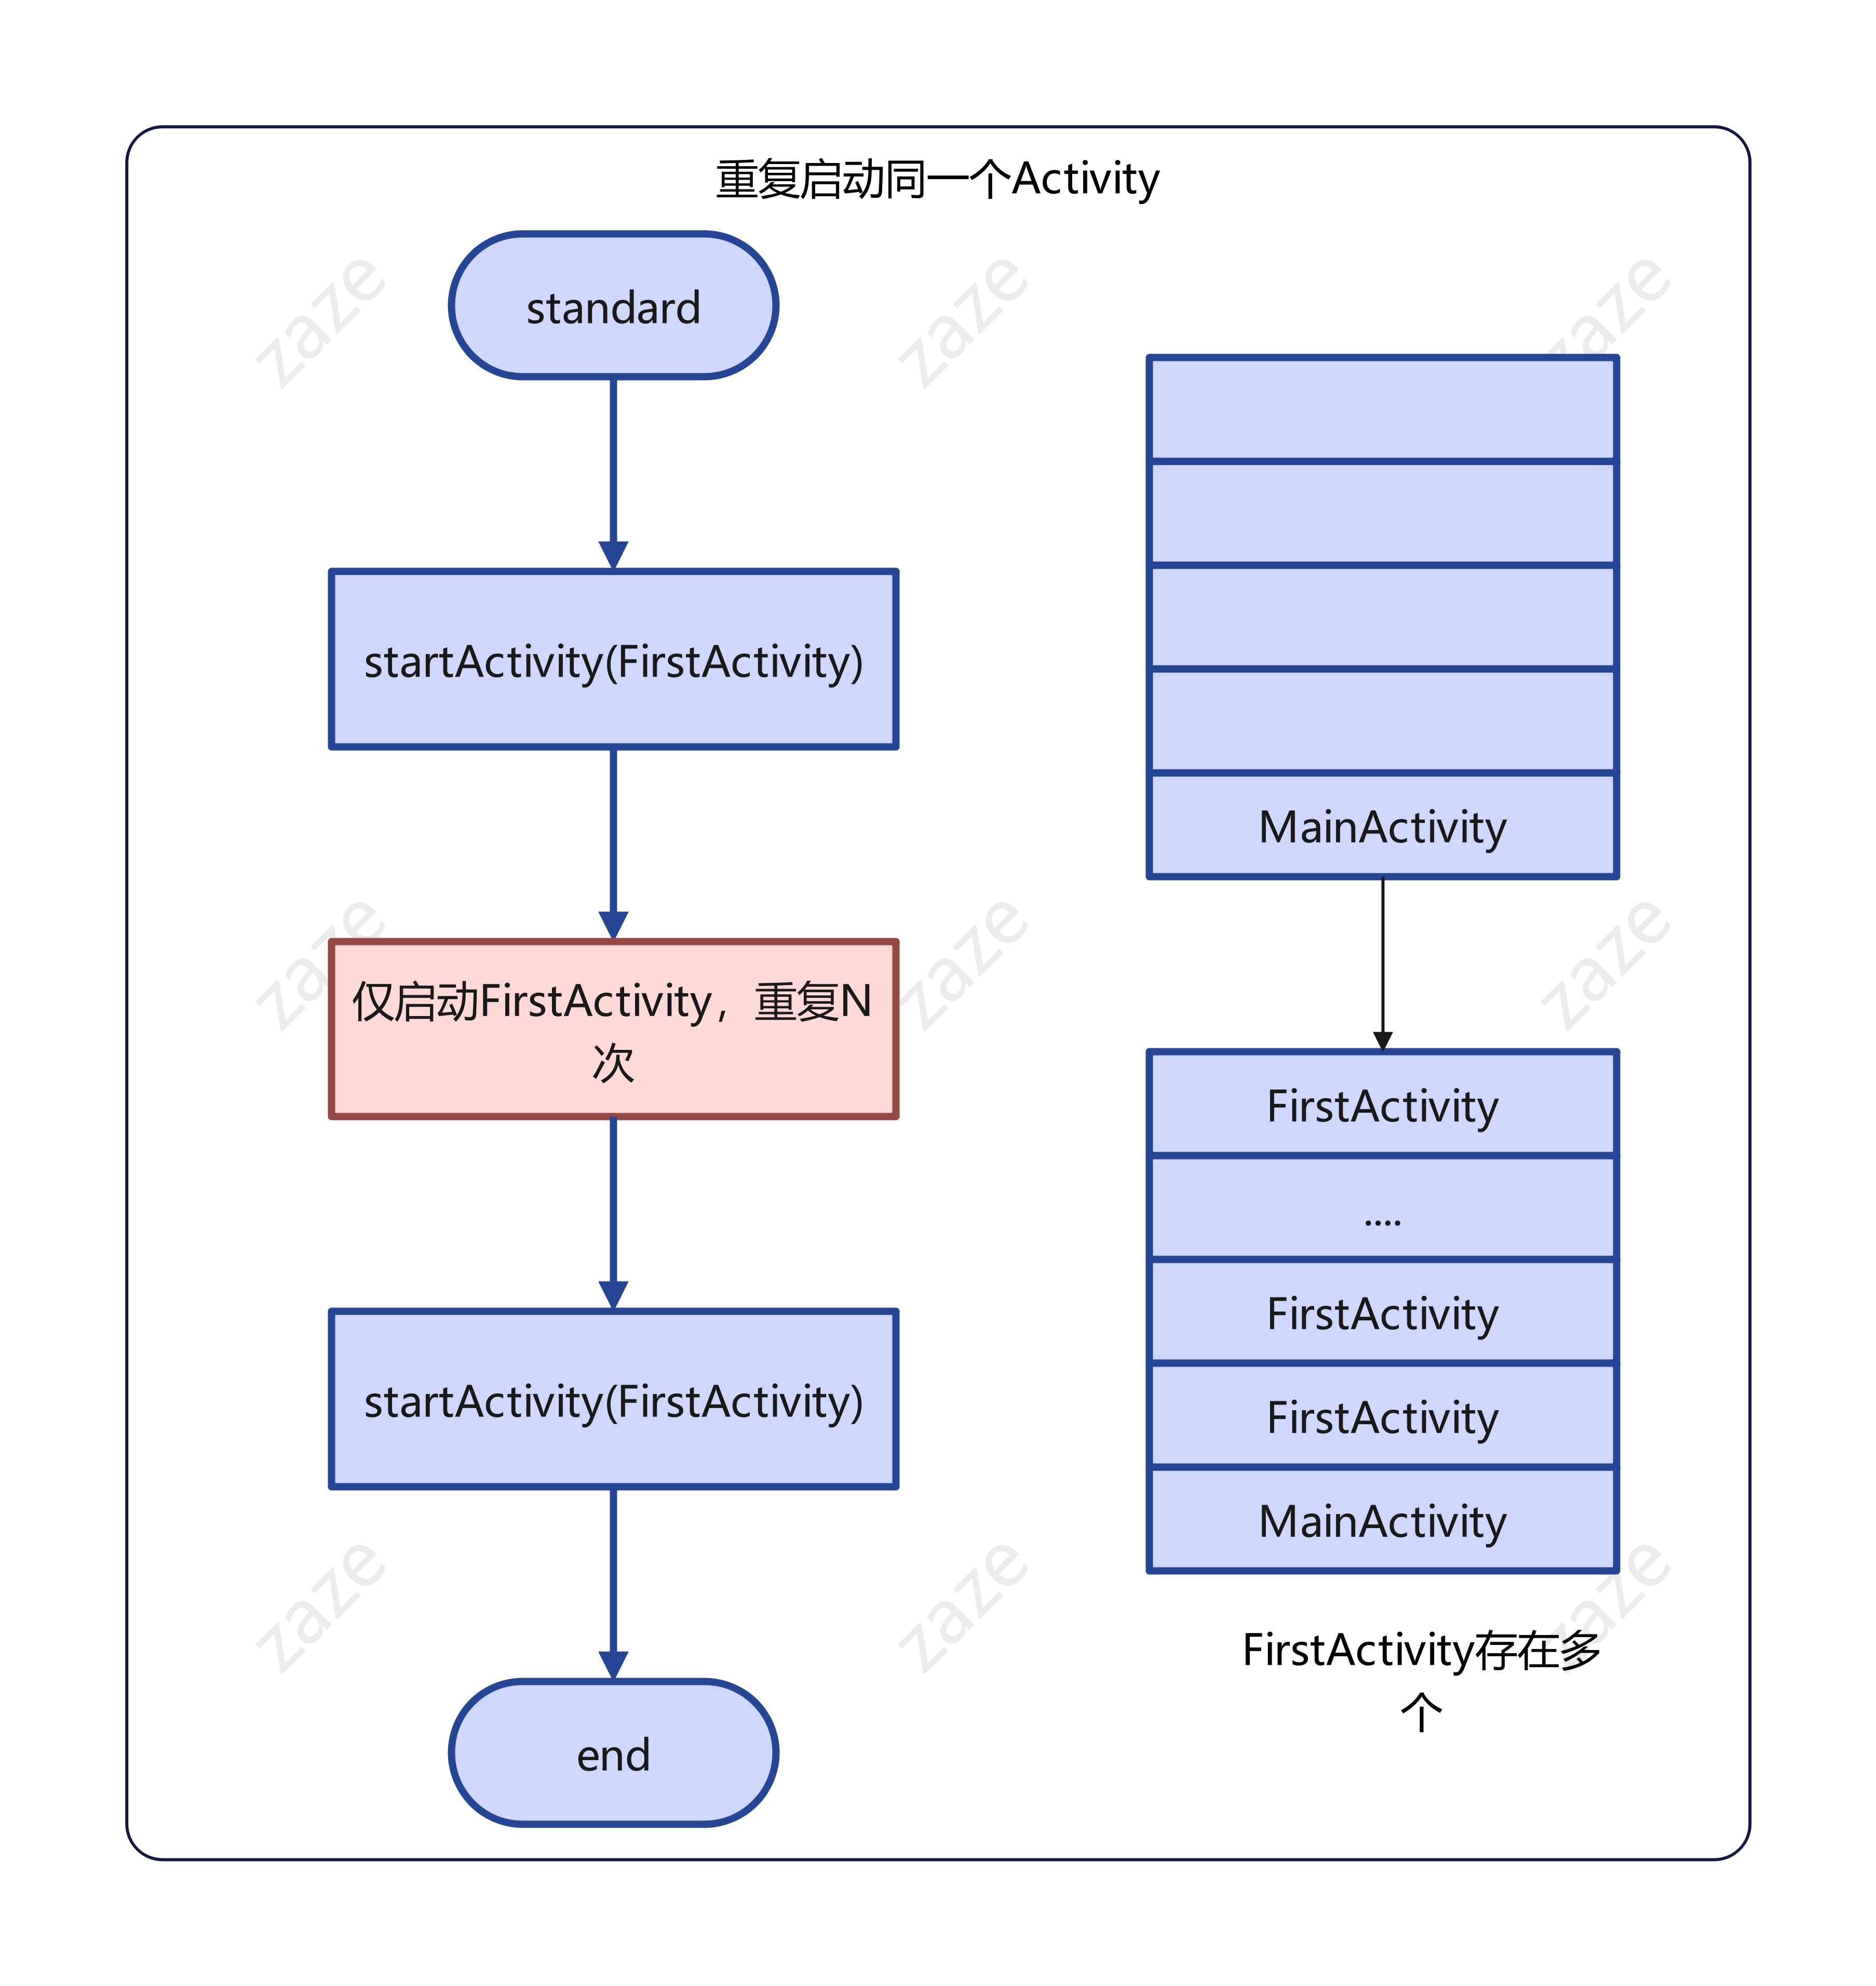 重复启动同一个Activity
standard
startActivity(FirstActivity)
仅启动FirstActivity，重复N
次
startActivity(FirstActivity)
end
MainActivity
FirstActivity
....
FirstActivity
FirstActivity
MainActivity
FirstActivity存在多
个
zaze
zaze
zaze
zaze
zaze
zaze
zaze
zaze
zaze